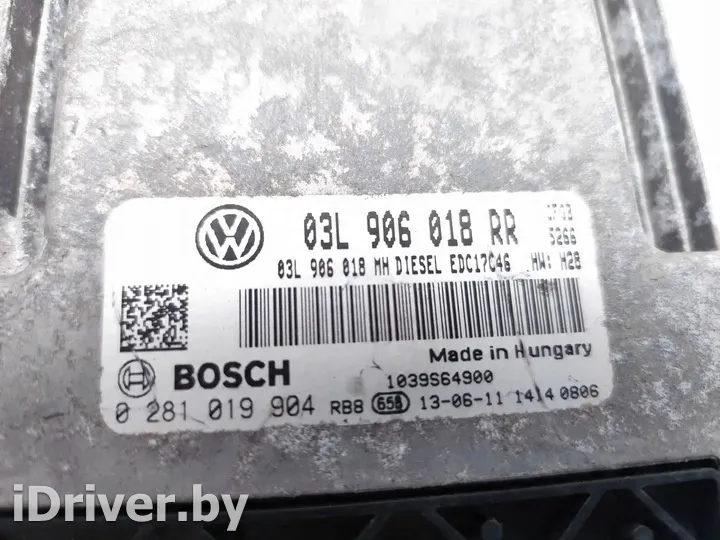 03L 906 018 RR
5266
03L 906 018 MH DIESEL EDC17C46 HW: H28
Made in Hungary
BOSCH
1039S64900
0 281 019 904 RB8 658 13-06-11 1414 0806
iDriver.by